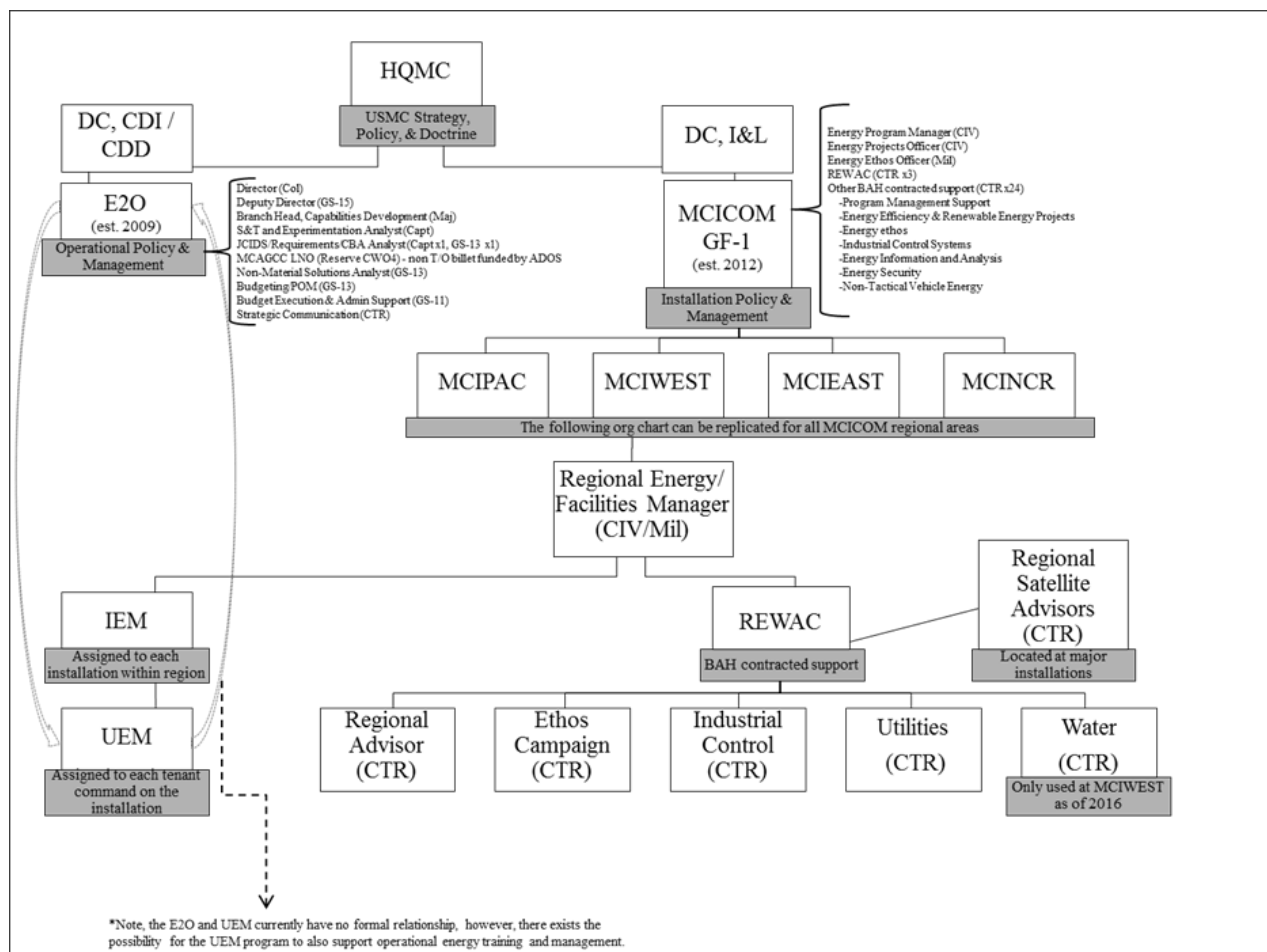 HQMC
USMC Strategy,
Policy, & Doctrine
DC, CDI /
CDD
E2O
(est. 2009)
Operational Policy &
Management
Director (Col)
Deputy Director (GS-15)
Branch Head, Capabilities Development (Maj)
S&T and Experimentation Analyst (Capt)
JCIDS/Requirements/CBA Analyst (Capt x1, GS-13 x1)
MCAGCC LNO (Reserve CWO4) - non T/O billet funded by ADOS
Non-Material Solutions Analyst (GS-13)
Budgeting/POM (GS-13)
Budget Execution & Admin Support (GS-11)
Strategic Communication (CTR)
DC, I&L
MCICOM
GF-1
(est. 2012)
Installation Policy &
Management
Energy Program Manager (CIV)
Energy Projects Officer (CIV)
Energy Ethos Officer (Mil)
REWAC (CTR x3)
Other BAH contracted support (CTR x24)
-Program Management Support
-Energy Efficiency & Renewable Energy Projects
-Energy ethos
-Industrial Control Systems
-Energy Information and Analysis
-Energy Security
-Non-Tactical Vehicle Energy
MCIPAC
MCIWEST
MCIEAST
MCINCR
The following org chart can be replicated for all MCICOM regional areas
Regional Energy/
Facilities Manager
(CIV/Mil)
IEM
Assigned to each
installation within region
UEM
Assigned to each tenant
command on the
installation
REWAC
BAH contracted support
Regional
Satellite
Advisors
(CTR)
Located at major
installations
Regional
Advisor
(CTR)
Ethos
Campaign
(CTR)
Industrial
Control
(CTR)
Utilities
(CTR)
Water
(CTR)
Only used at MCIWEST
as of 2016
*Note, the E2O and UEM currently have no formal relationship, however, there exists the
possibility for the UEM program to also support operational energy training and management.